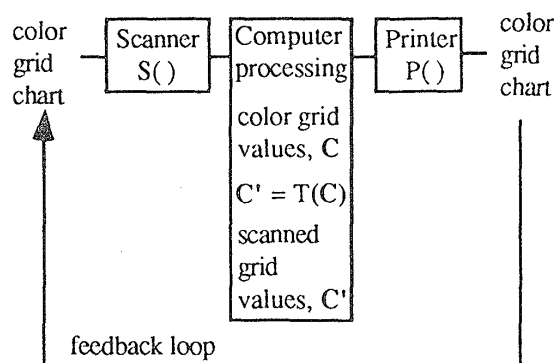 color
grid
chart
Scanner
S( )
Computer
processing
color grid
values, C
C' = T(C)
scanned
grid
values, C'
Printer
P( )
color
grid
chart
feedback loop